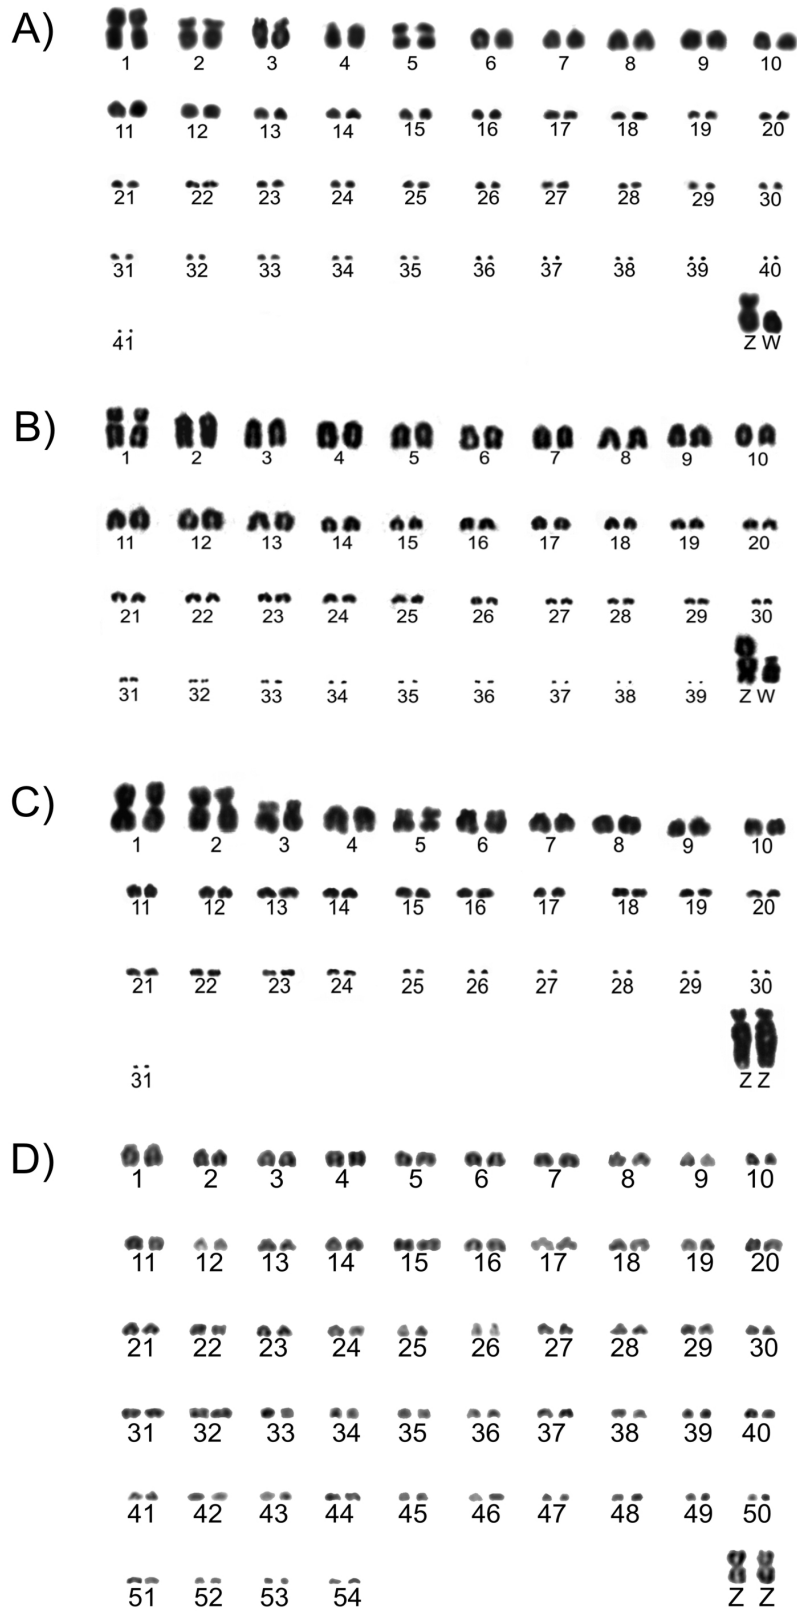 A)
1 2 3 4 5 6 7 8 9 10
11 12 13 14 15 16 17 18 19 20
21 22 23 24 25 26 27 28 29 30
31 32 33 34 35 36 37 38 39 40
41 Z W
B)
1 2 3 4 5 6 7 8 9 10
11 12 13 14 15 16 17 18 19 20
21 22 23 24 25 26 27 28 29 30
31 32 33 34 35 36 37 38 39 Z W
C)
1 2 3 4 5 6 7 8 9 10
11 12 13 14 15 16 17 18 19 20
21 22 23 24 25 26 27 28 29 30
31 Z Z
D)
1 2 3 4 5 6 7 8 9 10
11 12 13 14 15 16 17 18 19 20
21 22 23 24 25 26 27 28 29 30
31 32 33 34 35 36 37 38 39 40
41 42 43 44 45 46 47 48 49 50
51 52 53 54 Z Z